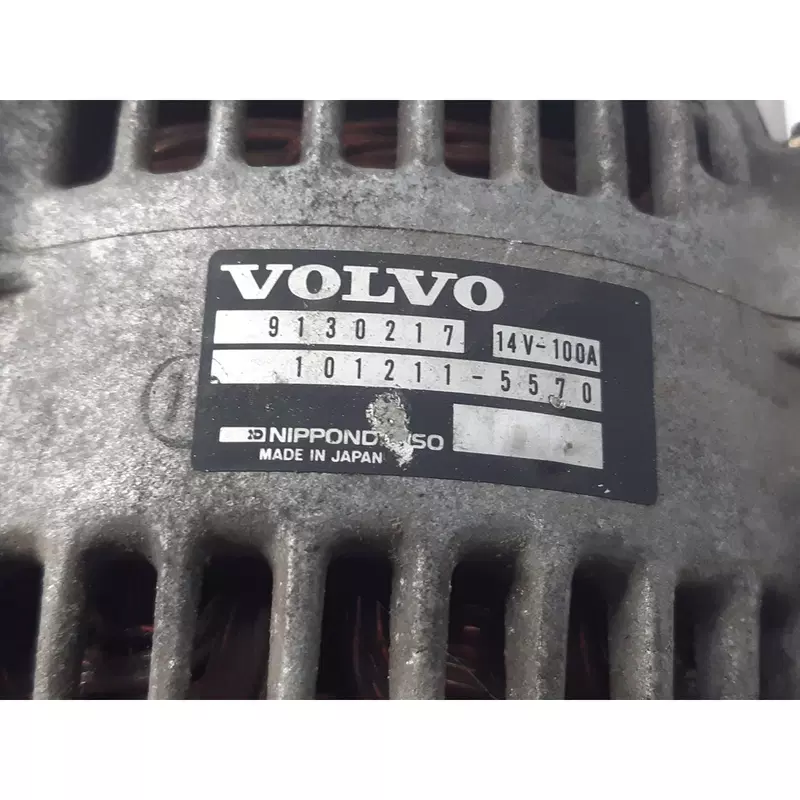 VOLVO
9130217 14V-100A
101211-5570
NIPPOND SO
MADE IN JAPAN